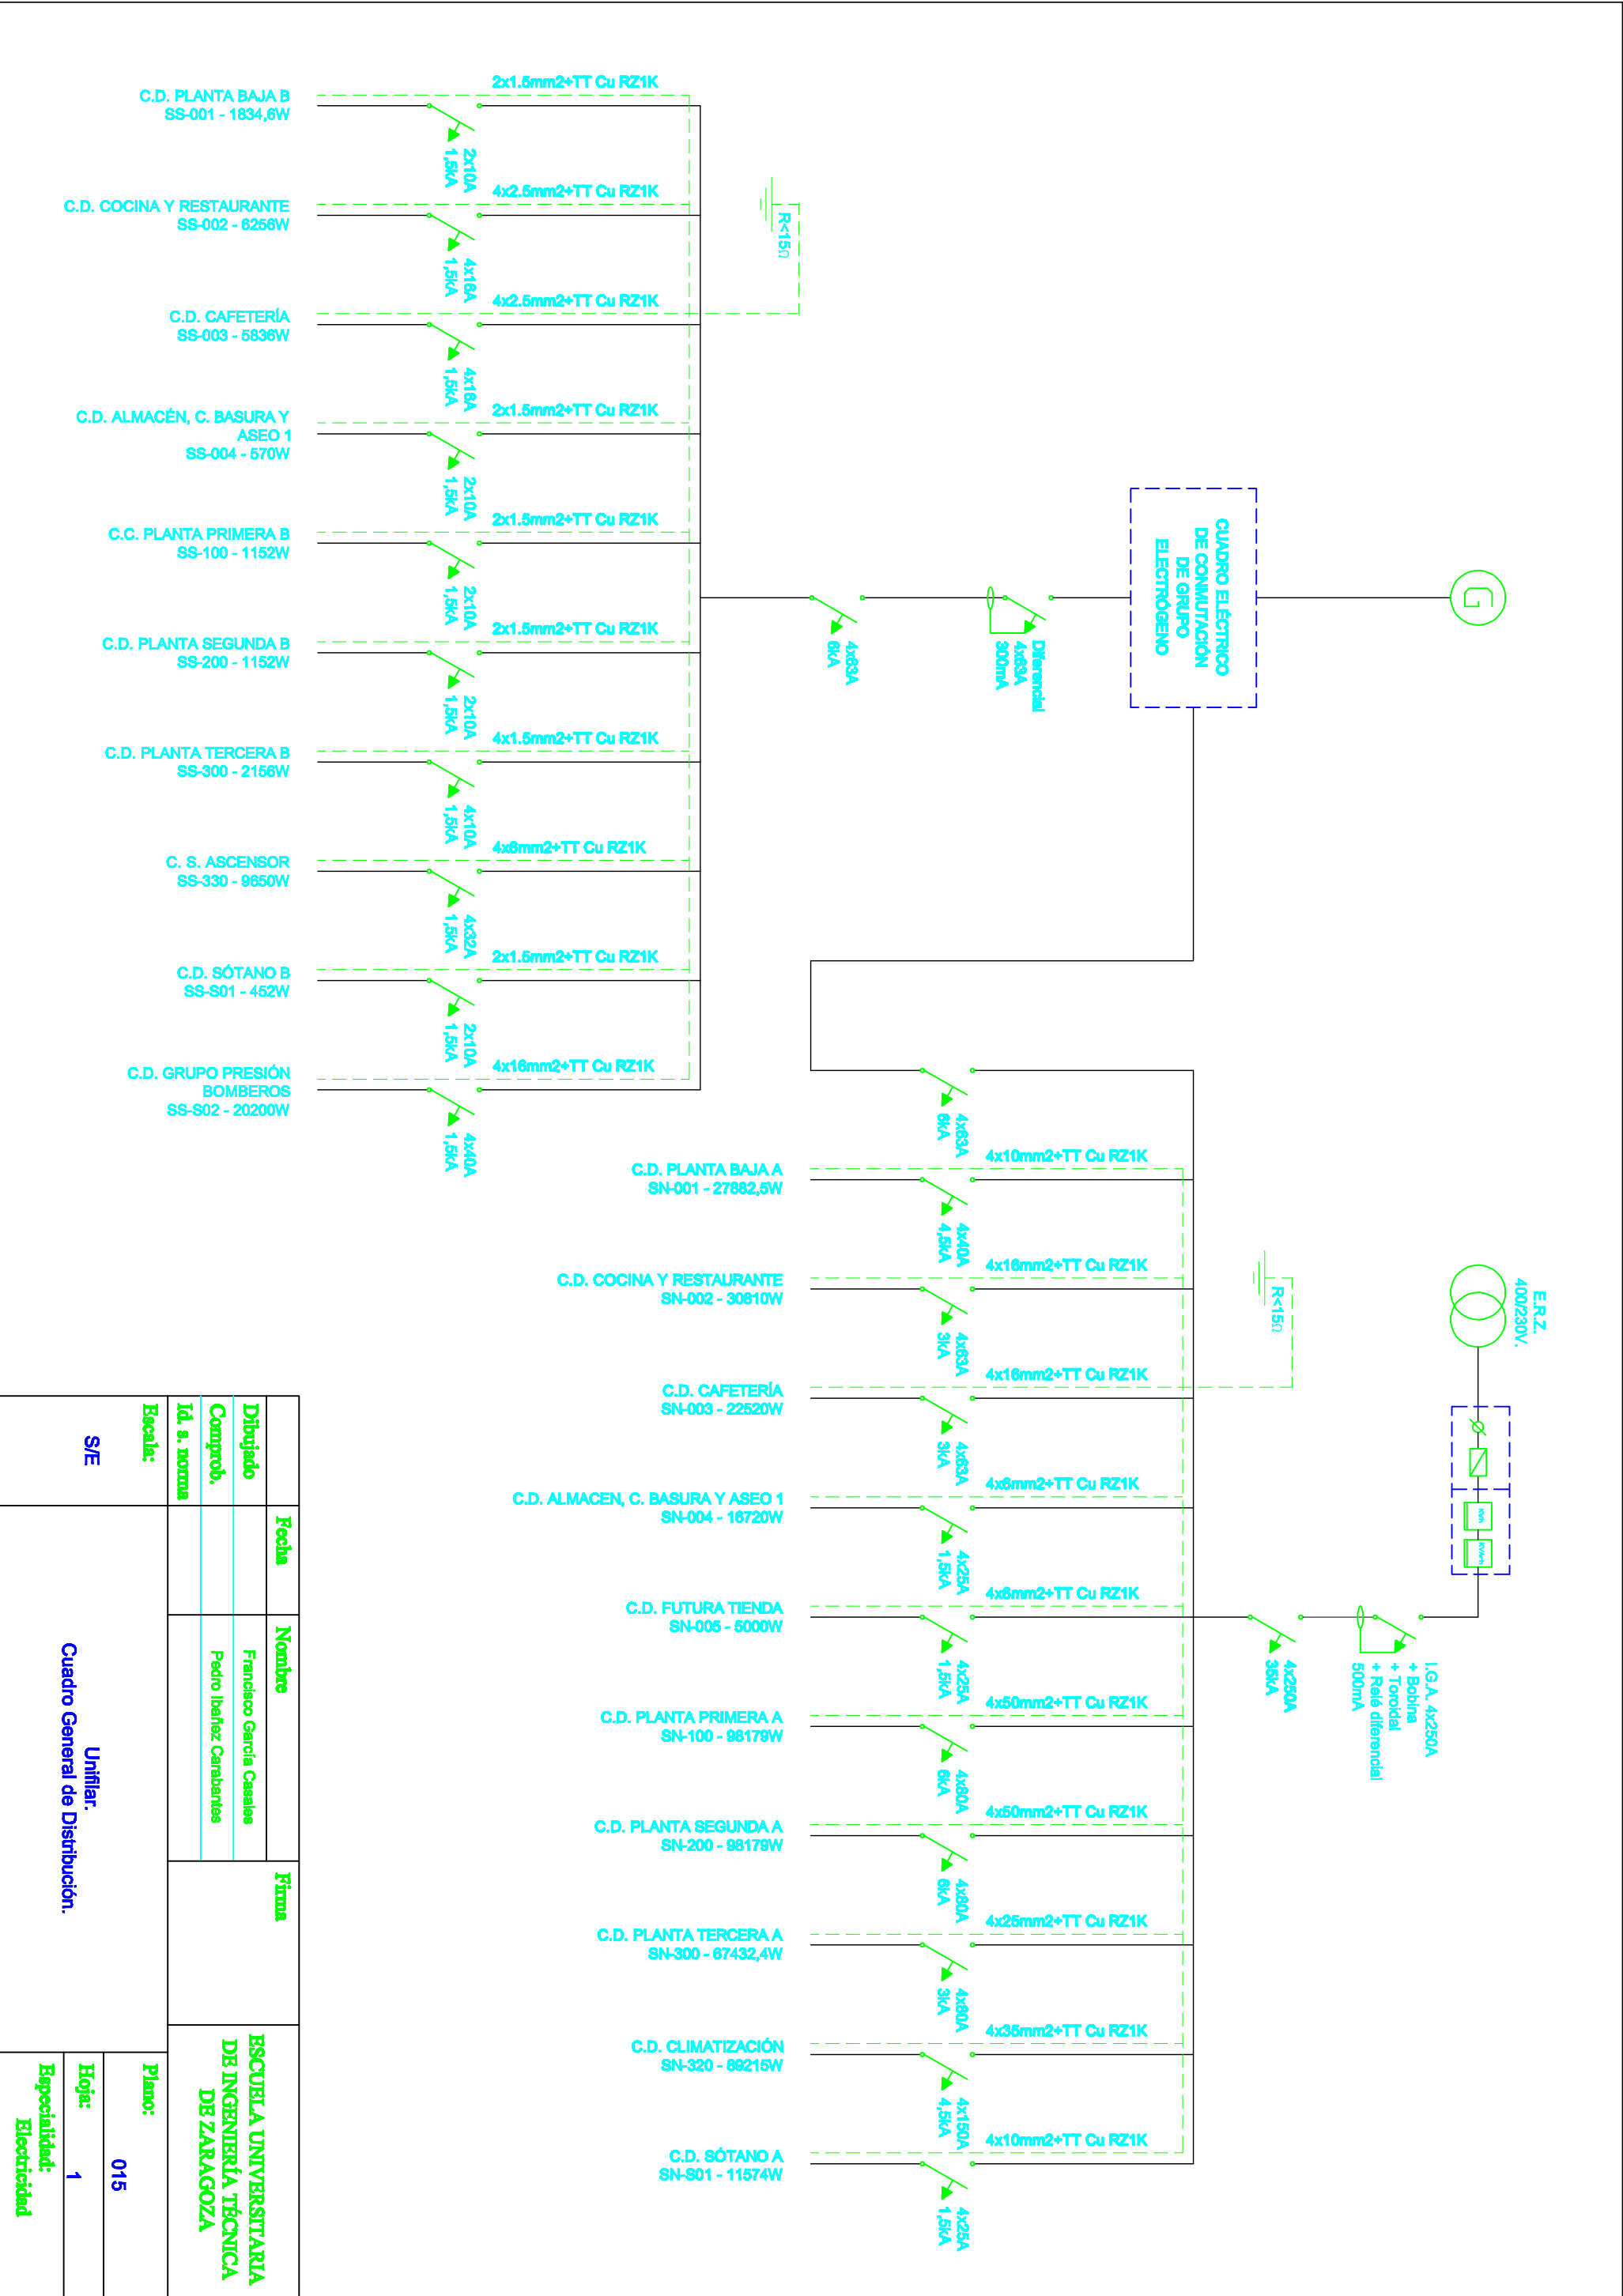 E.R.Z.
400/230V.
KWh
KVArh
I.G.A. 4x250A
+ Bobina
+ Toroidal
+ Relé diferencial
500mA
4x250A
35kA
G
CUADRO ELÉCTRICO
DE CONMUTACIÓN
DE GRUPO
ELECTRÓGENO
Diferencial
4x63A
300mA
4x63A
6kA
R<15Ω
2x1.5mm2+TT Cu RZ1K
2x10A
1,5kA
C.D. PLANTA BAJA B
SS-001 - 1834,6W
4x2.5mm2+TT Cu RZ1K
4x16A
1,5kA
C.D. COCINA Y RESTAURANTE
SS-002 - 6256W
4x2.5mm2+TT Cu RZ1K
4x16A
1,5kA
C.D. CAFETERÍA
SS-003 - 5836W
2x1.5mm2+TT Cu RZ1K
2x10A
1,5kA
C.D. ALMACÉN, C. BASURA Y
ASEO 1
SS-004 - 570W
2x1.5mm2+TT Cu RZ1K
2x10A
1,5kA
C.C. PLANTA PRIMERA B
SS-100 - 1152W
2x1.5mm2+TT Cu RZ1K
2x10A
1,5kA
C.D. PLANTA SEGUNDA B
SS-200 - 1152W
4x1.5mm2+TT Cu RZ1K
4x10A
1,5kA
C.D. PLANTA TERCERA B
SS-300 - 2156W
4x6mm2+TT Cu RZ1K
4x32A
1,5kA
C. S. ASCENSOR
SS-330 - 9650W
2x1.5mm2+TT Cu RZ1K
2x10A
1,5kA
C.D. SÓTANO B
SS-S01 - 452W
4x16mm2+TT Cu RZ1K
4x40A
1,5kA
C.D. GRUPO PRESIÓN
BOMBEROS
SS-S02 - 20200W
R<15Ω
4x63A
6kA
4x10mm2+TT Cu RZ1K
4x40A
4,5kA
C.D. PLANTA BAJA A
SN-001 - 27882,5W
4x16mm2+TT Cu RZ1K
4x63A
3kA
C.D. COCINA Y RESTAURANTE
SN-002 - 30810W
4x16mm2+TT Cu RZ1K
4x63A
3kA
C.D. CAFETERÍA
SN-003 - 22520W
4x6mm2+TT Cu RZ1K
4x25A
1,5kA
C.D. ALMACEN, C. BASURA Y ASEO 1
SN-004 - 16720W
4x6mm2+TT Cu RZ1K
4x25A
1,5kA
C.D. FUTURA TIENDA
SN-005 - 5000W
4x50mm2+TT Cu RZ1K
4x80A
6kA
C.D. PLANTA PRIMERA A
SN-100 - 98179W
4x50mm2+TT Cu RZ1K
4x80A
6kA
C.D. PLANTA SEGUNDA A
SN-200 - 98179W
4x25mm2+TT Cu RZ1K
4x80A
3kA
C.D. PLANTA TERCERA A
SN-300 - 67432,4W
4x35mm2+TT Cu RZ1K
4x150A
4,5kA
C.D. CLIMATIZACIÓN
SN-320 - 89215W
4x10mm2+TT Cu RZ1K
4x25A
1,5kA
C.D. SÓTANO A
SN-S01 - 11574W
Fecha
Nombre
Firma
Dibujado
Francisco García Casales
Comprob.
Pedro Ibañez Carabantes
Id. s. norma
ESCUELA UNIVERSITARIA
DE INGENIERÍA TÉCNICA
DE ZARAGOZA
Escala:
S/E
Unifilar.
Cuadro General de Distribución.
Plano:
015
Hoja:
1
Especialidad:
Electricidad